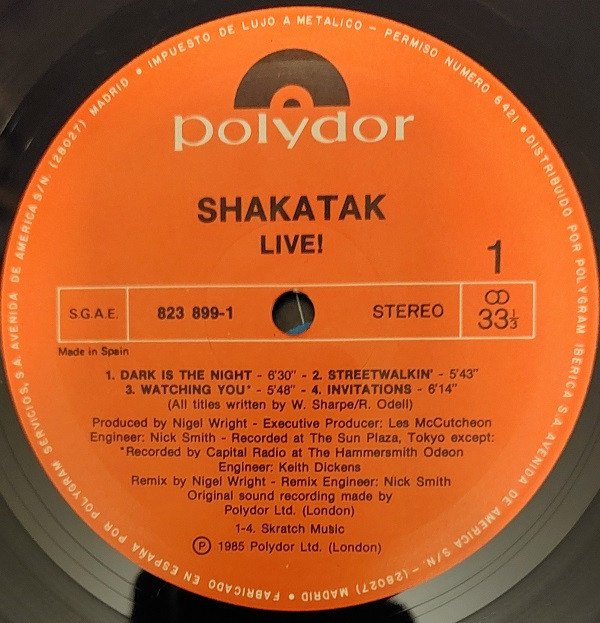 IMPUESTO DE LUJO A METALICO – PERMISO NUMERO 6421 • DISTRIBUIDO POR POLYGRAM IBERICA S.A. AVENIDA DE AMERICA S/N - (28027) MADRID • FABRICADO EN ESPAÑA POR POLYGRAM SERVICIOS, S.A. AVENIDA DE AMERICA S/N. (28027) MADRID •
polydor
SHAKATAK
LIVE!
1
S.G.A.E.
823 899-1
STEREO
33⅓
Made in Spain
1. DARK IS THE NIGHT - 6'30" - 2. STREETWALKIN' - 5'43"
3. WATCHING YOU* - 5'48" - 4. INVITATIONS - 6'14"
(All titles written by W. Sharpe/R. Odell)
Produced by Nigel Wright - Executive Producer: Les McCutcheon
Engineer: Nick Smith - Recorded at The Sun Plaza, Tokyo except:
*Recorded by Capital Radio at The Hammersmith Odeon
Engineer: Keith Dickens
Remix by Nigel Wright - Remix Engineer: Nick Smith
Original sound recording made by
Polydor Ltd. (London)
1-4. Skratch Music
Ⓟ 1985 Polydor Ltd. (London)